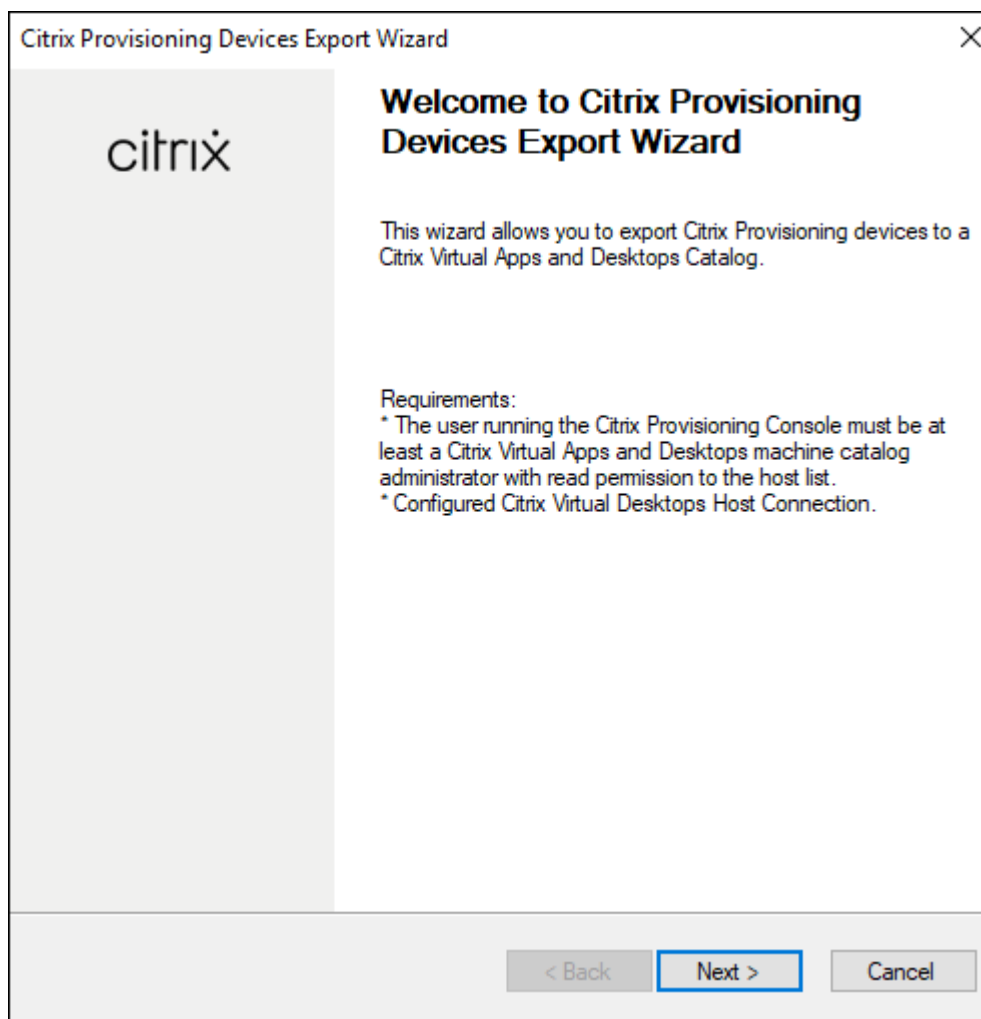 Citrix Provisioning Devices Export Wizard
citrix
Welcome to Citrix Provisioning
Devices Export Wizard
This wizard allows you to export Citrix Provisioning devices to a
Citrix Virtual Apps and Desktops Catalog.
Requirements:
* The user running the Citrix Provisioning Console must be at
least a Citrix Virtual Apps and Desktops machine catalog
administrator with read permission to the host list.
* Configured Citrix Virtual Desktops Host Connection.
< Back
Next >
Cancel